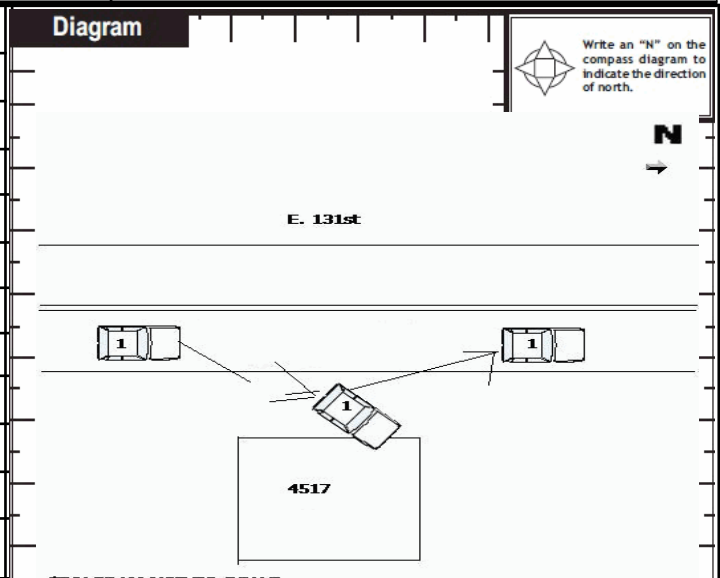 Diagram
Write an “N” on the
compass diagram to
indicate the direction
of north.
N
E. 131st
1
1
1
4517